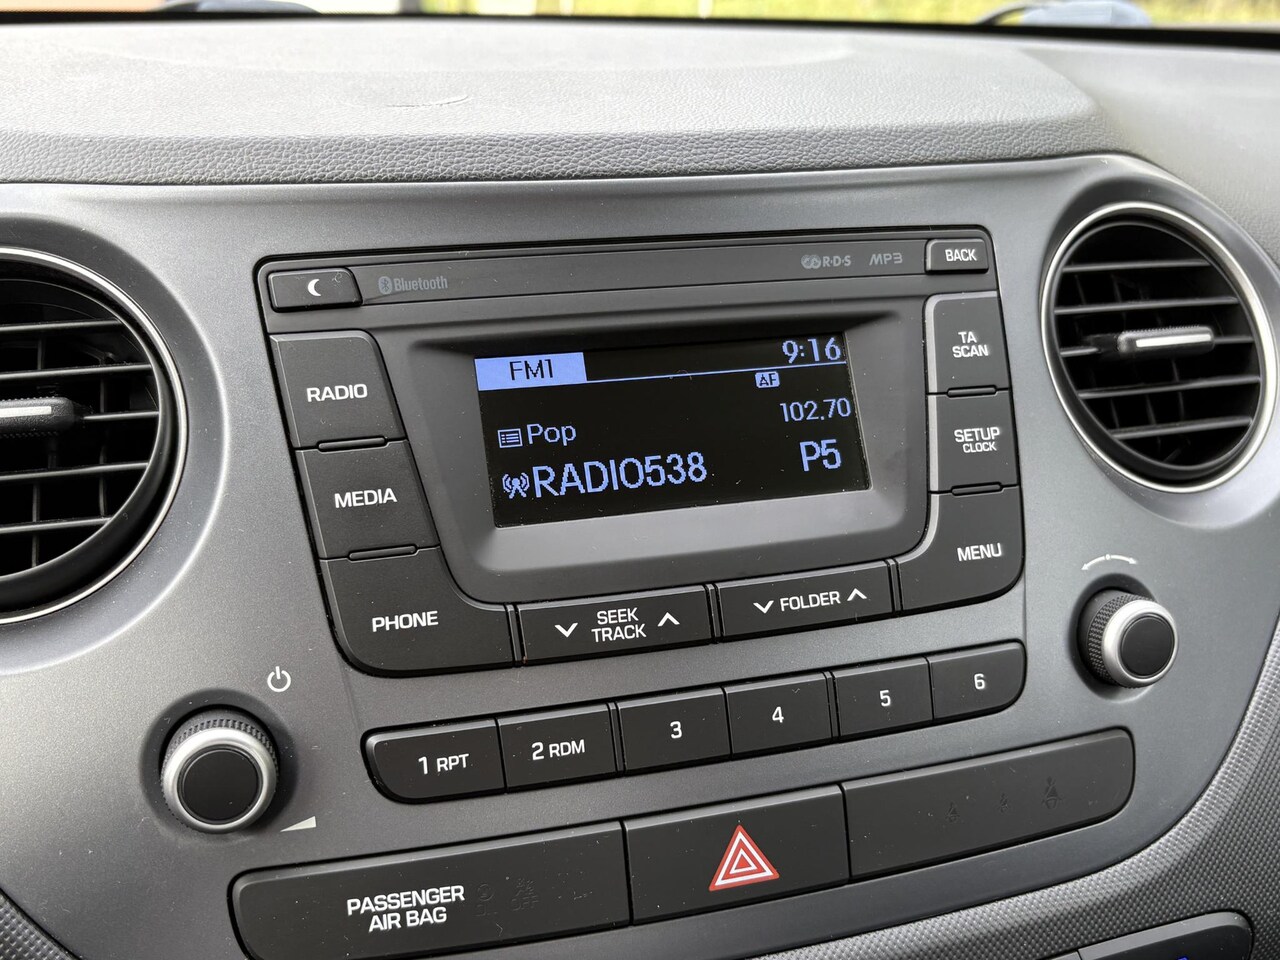 Bluetooth
R·D·S
MP3
BACK
RADIO
MEDIA
PHONE
FM1
9:16
AF
102.70
Pop
RADIO538
P5
TA
SCAN
SETUP
CLOCK
MENU
SEEK
TRACK
FOLDER
1 RPT
2 RDM
3
4
5
6
PASSENGER
AIR BAG